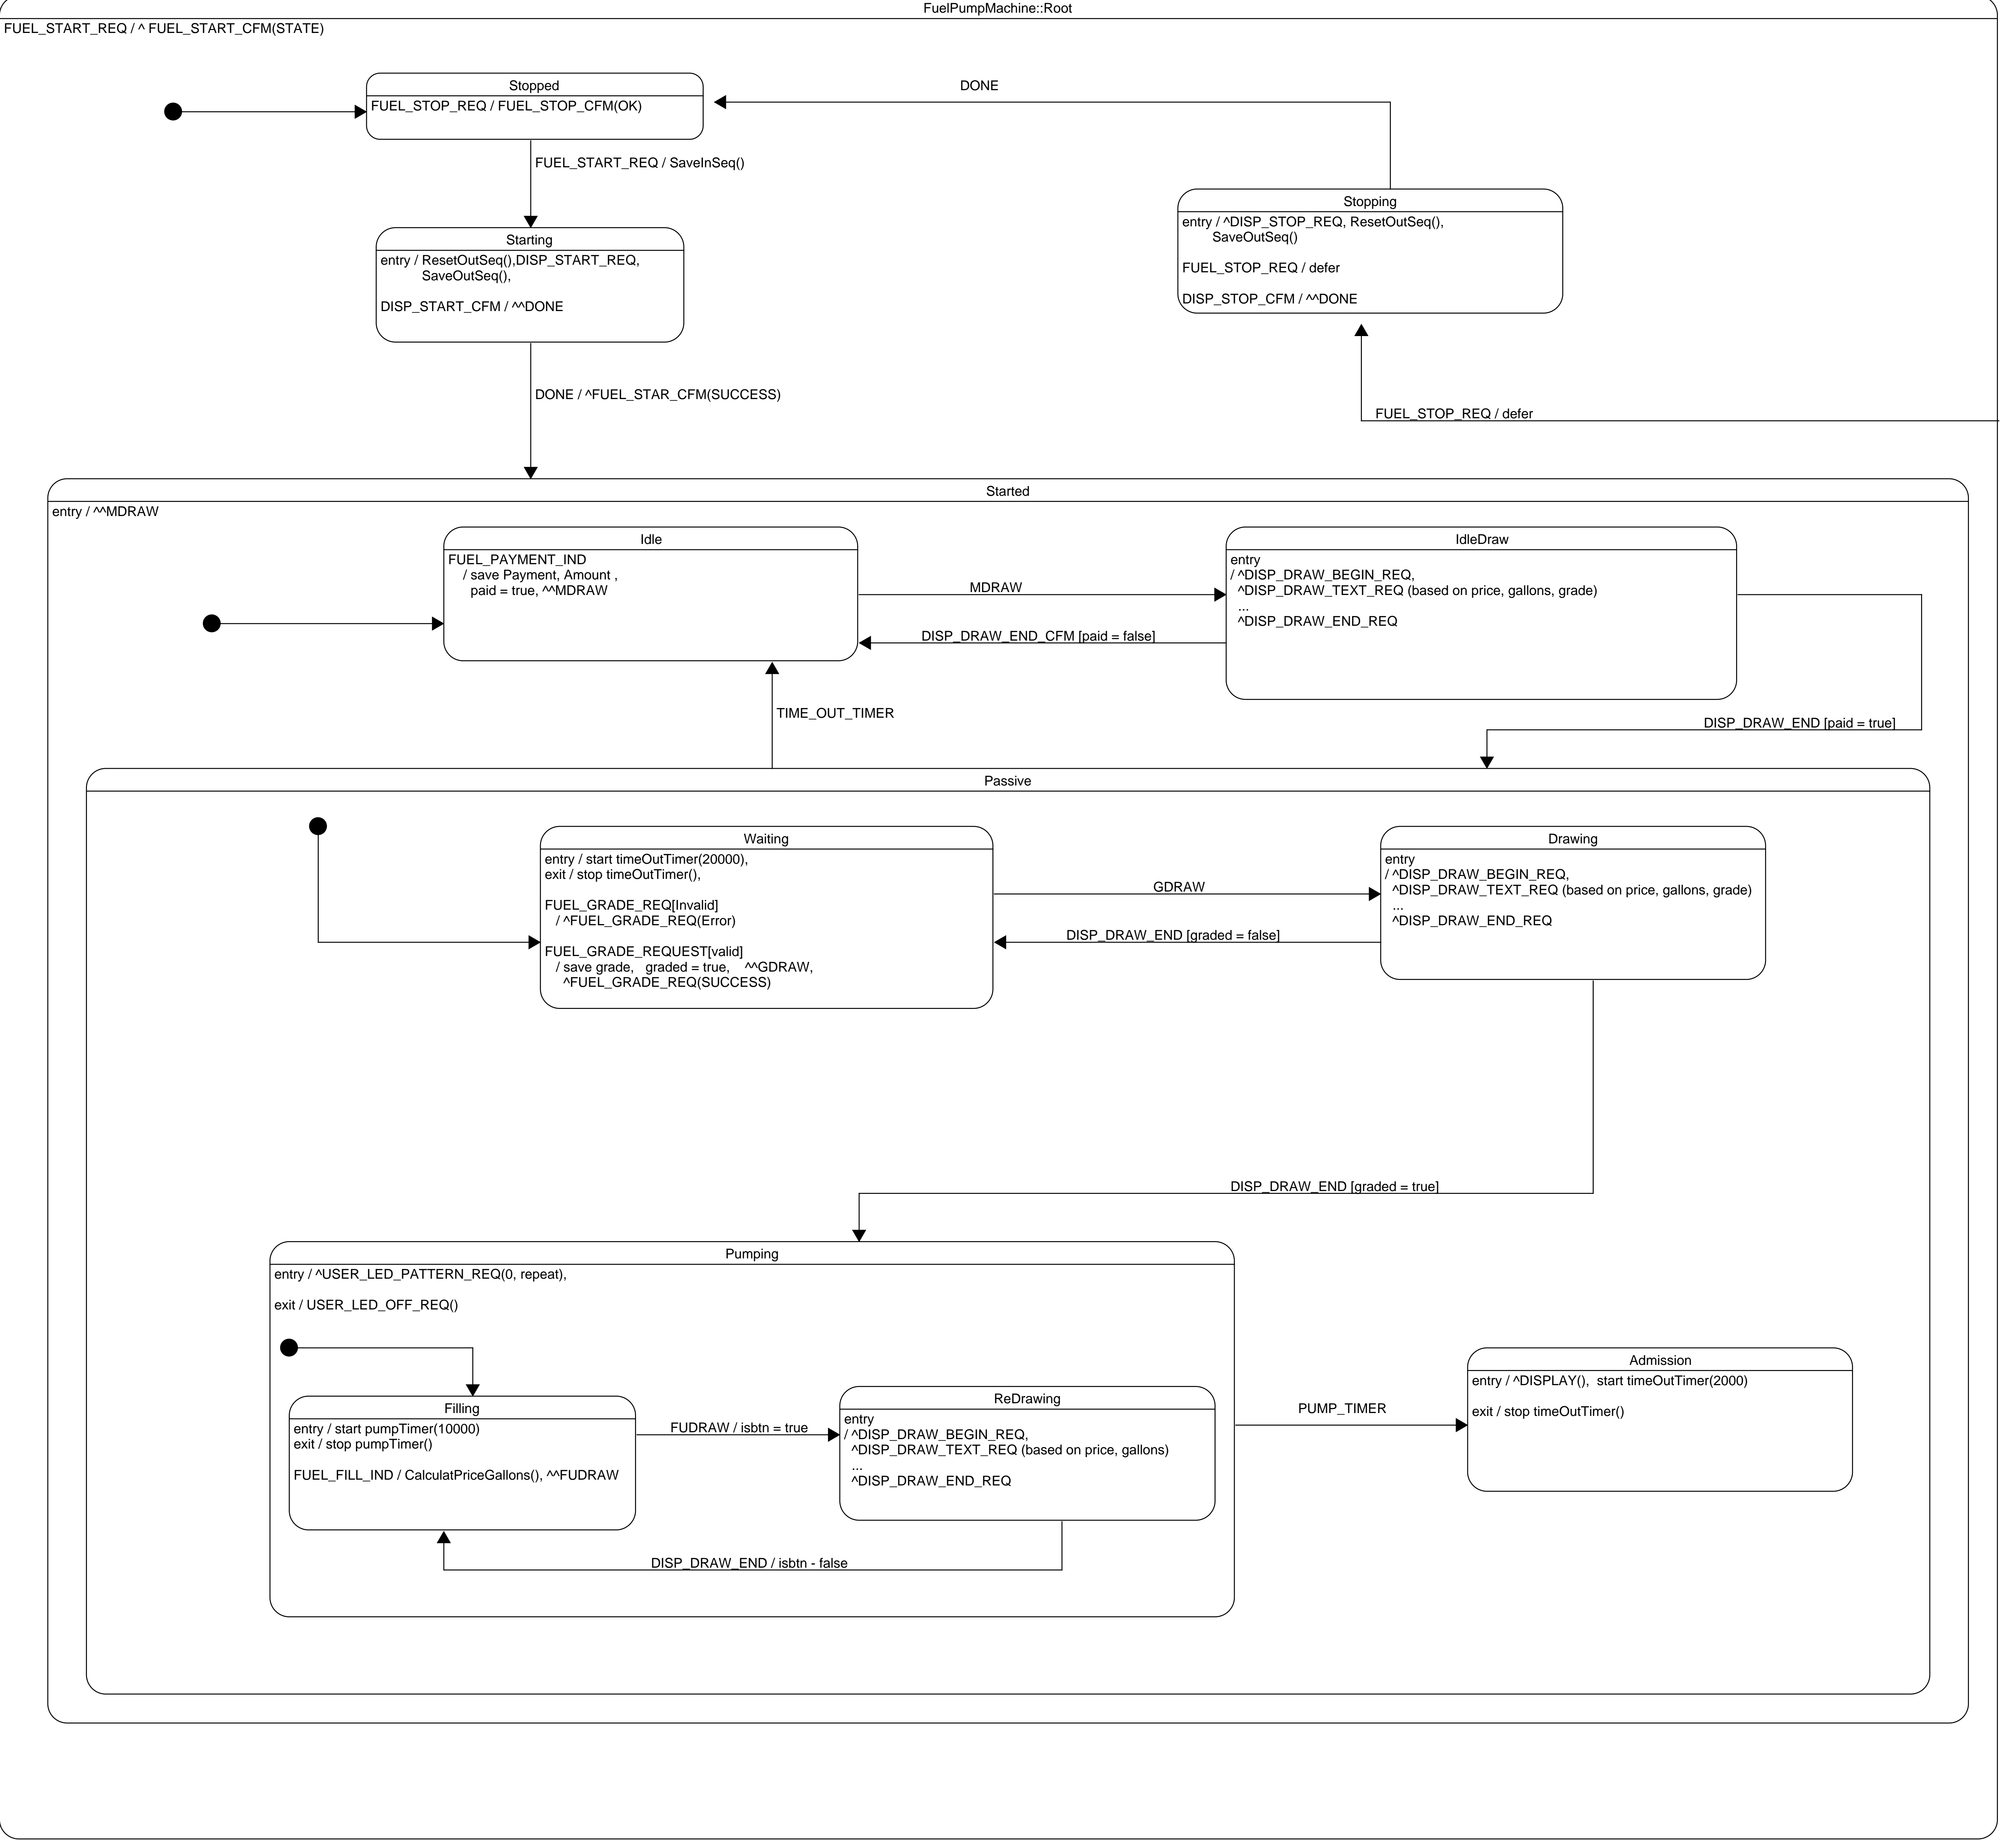 FuelPumpMachine::Root
FUEL_START_REQ / ^ FUEL_START_CFM(STATE)
Stopped
FUEL_STOP_REQ / FUEL_STOP_CFM(OK)
DONE
FUEL_START_REQ / SaveInSeq()
Stopping
entry / ^DISP_STOP_REQ, ResetOutSeq(),
SaveOutSeq()
FUEL_STOP_REQ / defer
DISP_STOP_CFM / ^^DONE
Starting
entry / ResetOutSeq(),DISP_START_REQ,
SaveOutSeq(),
DISP_START_CFM / ^^DONE
DONE / ^FUEL_STAR_CFM(SUCCESS)
FUEL_STOP_REQ / defer
Started
entry / ^^MDRAW
Idle
FUEL_PAYMENT_IND
/ save Payment, Amount ,
paid = true, ^^MDRAW
MDRAW
DISP_DRAW_END_CFM [paid = false]
IdleDraw
entry
/ ^DISP_DRAW_BEGIN_REQ,
^DISP_DRAW_TEXT_REQ (based on price, gallons, grade)
...
^DISP_DRAW_END_REQ
TIME_OUT_TIMER
DISP_DRAW_END [paid = true]
Passive
Waiting
entry / start timeOutTimer(20000),
exit / stop timeOutTimer(),
FUEL_GRADE_REQ[Invalid]
/ ^FUEL_GRADE_REQ(Error)
FUEL_GRADE_REQUEST[valid]
/ save grade, graded = true, ^^GDRAW,
^FUEL_GRADE_REQ(SUCCESS)
GDRAW
DISP_DRAW_END [graded = false]
Drawing
entry
/ ^DISP_DRAW_BEGIN_REQ,
^DISP_DRAW_TEXT_REQ (based on price, gallons, grade)
...
^DISP_DRAW_END_REQ
DISP_DRAW_END [graded = true]
Pumping
entry / ^USER_LED_PATTERN_REQ(0, repeat),
exit / USER_LED_OFF_REQ()
Filling
entry / start pumpTimer(10000)
exit / stop pumpTimer()
FUEL_FILL_IND / CalculatPriceGallons(), ^^FUDRAW
FUDRAW / isbtn = true
ReDrawing
entry
/ ^DISP_DRAW_BEGIN_REQ,
^DISP_DRAW_TEXT_REQ (based on price, gallons)
...
^DISP_DRAW_END_REQ
DISP_DRAW_END / isbtn - false
PUMP_TIMER
Admission
entry / ^DISPLAY(), start timeOutTimer(2000)
exit / stop timeOutTimer()